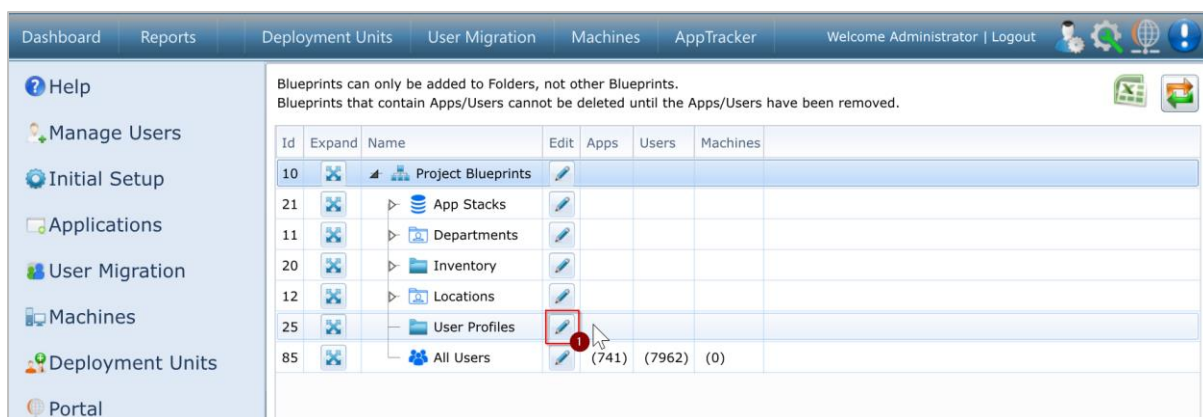 Dashboard Reports Deployment Units User Migration Machines AppTracker Welcome Administrator | Logout
Help
Manage Users
Initial Setup
Applications
User Migration
Machines
Deployment Units
Portal
Blueprints can only be added to Folders, not other Blueprints.
Blueprints that contain Apps/Users cannot be deleted until the Apps/Users have been removed.
Id Expand Name Edit Apps Users Machines
10 Project Blueprints
21 App Stacks
11 Departments
20 Inventory
12 Locations
25 User Profiles 1
85 All Users (741) (7962) (0)